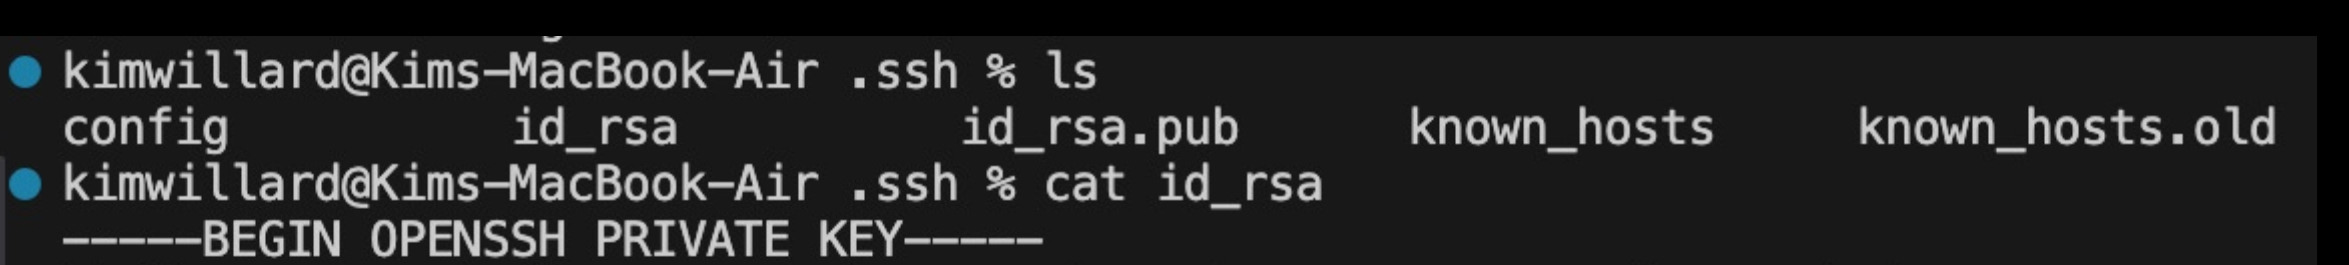 kimwillard@Kims-MacBook-Air .ssh % ls
config id_rsa id_rsa.pub known_hosts known_hosts.old
kimwillard@Kims-MacBook-Air .ssh % cat id_rsa
-----BEGIN OPENSSH PRIVATE KEY-----